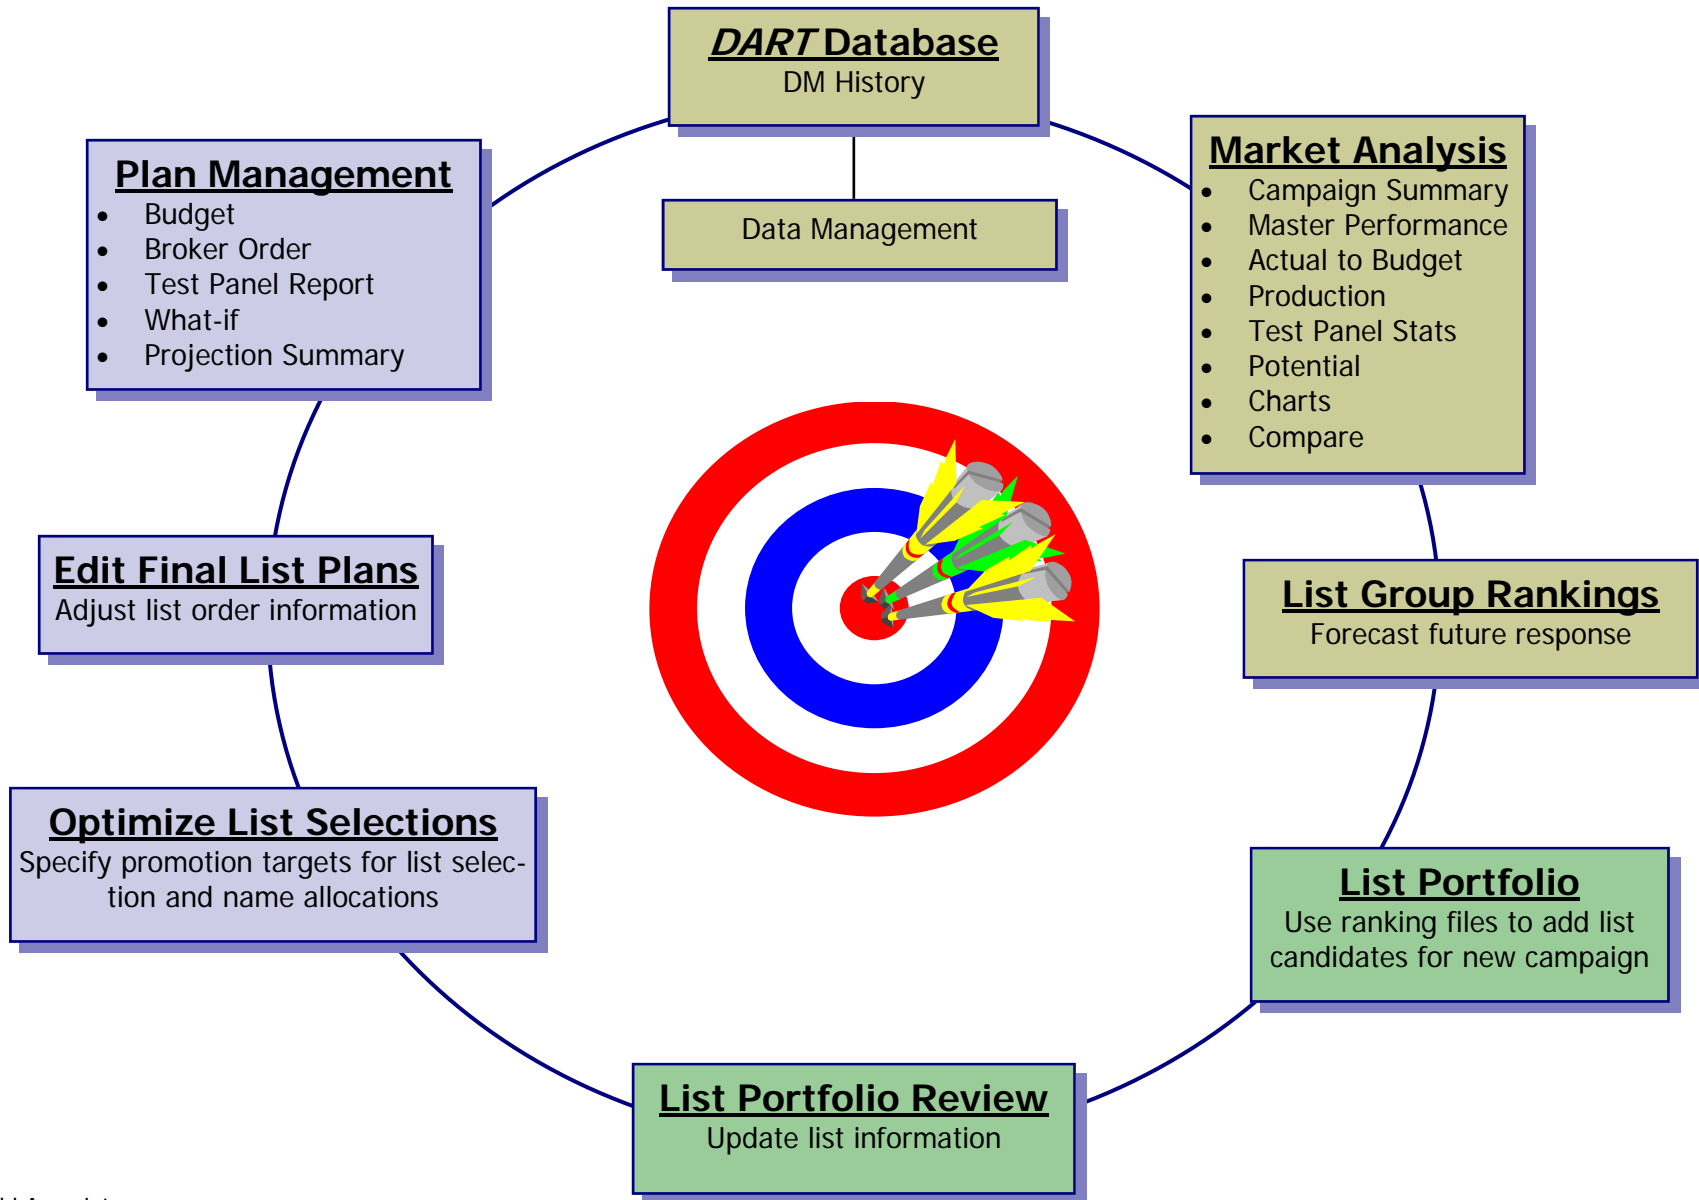 DART Database
DM History
Data Management
Market Analysis
• Campaign Summary
• Master Performance
• Actual to Budget
• Production
• Test Panel Stats
• Potential
• Charts
• Compare
List Group Rankings
Forecast future response
List Portfolio
Use ranking files to add list
candidates for new campaign
List Portfolio Review
Update list information
Optimize List Selections
Specify promotion targets for list selec-
tion and name allocations
Edit Final List Plans
Adjust list order information
Plan Management
• Budget
• Broker Order
• Test Panel Report
• What-if
• Projection Summary